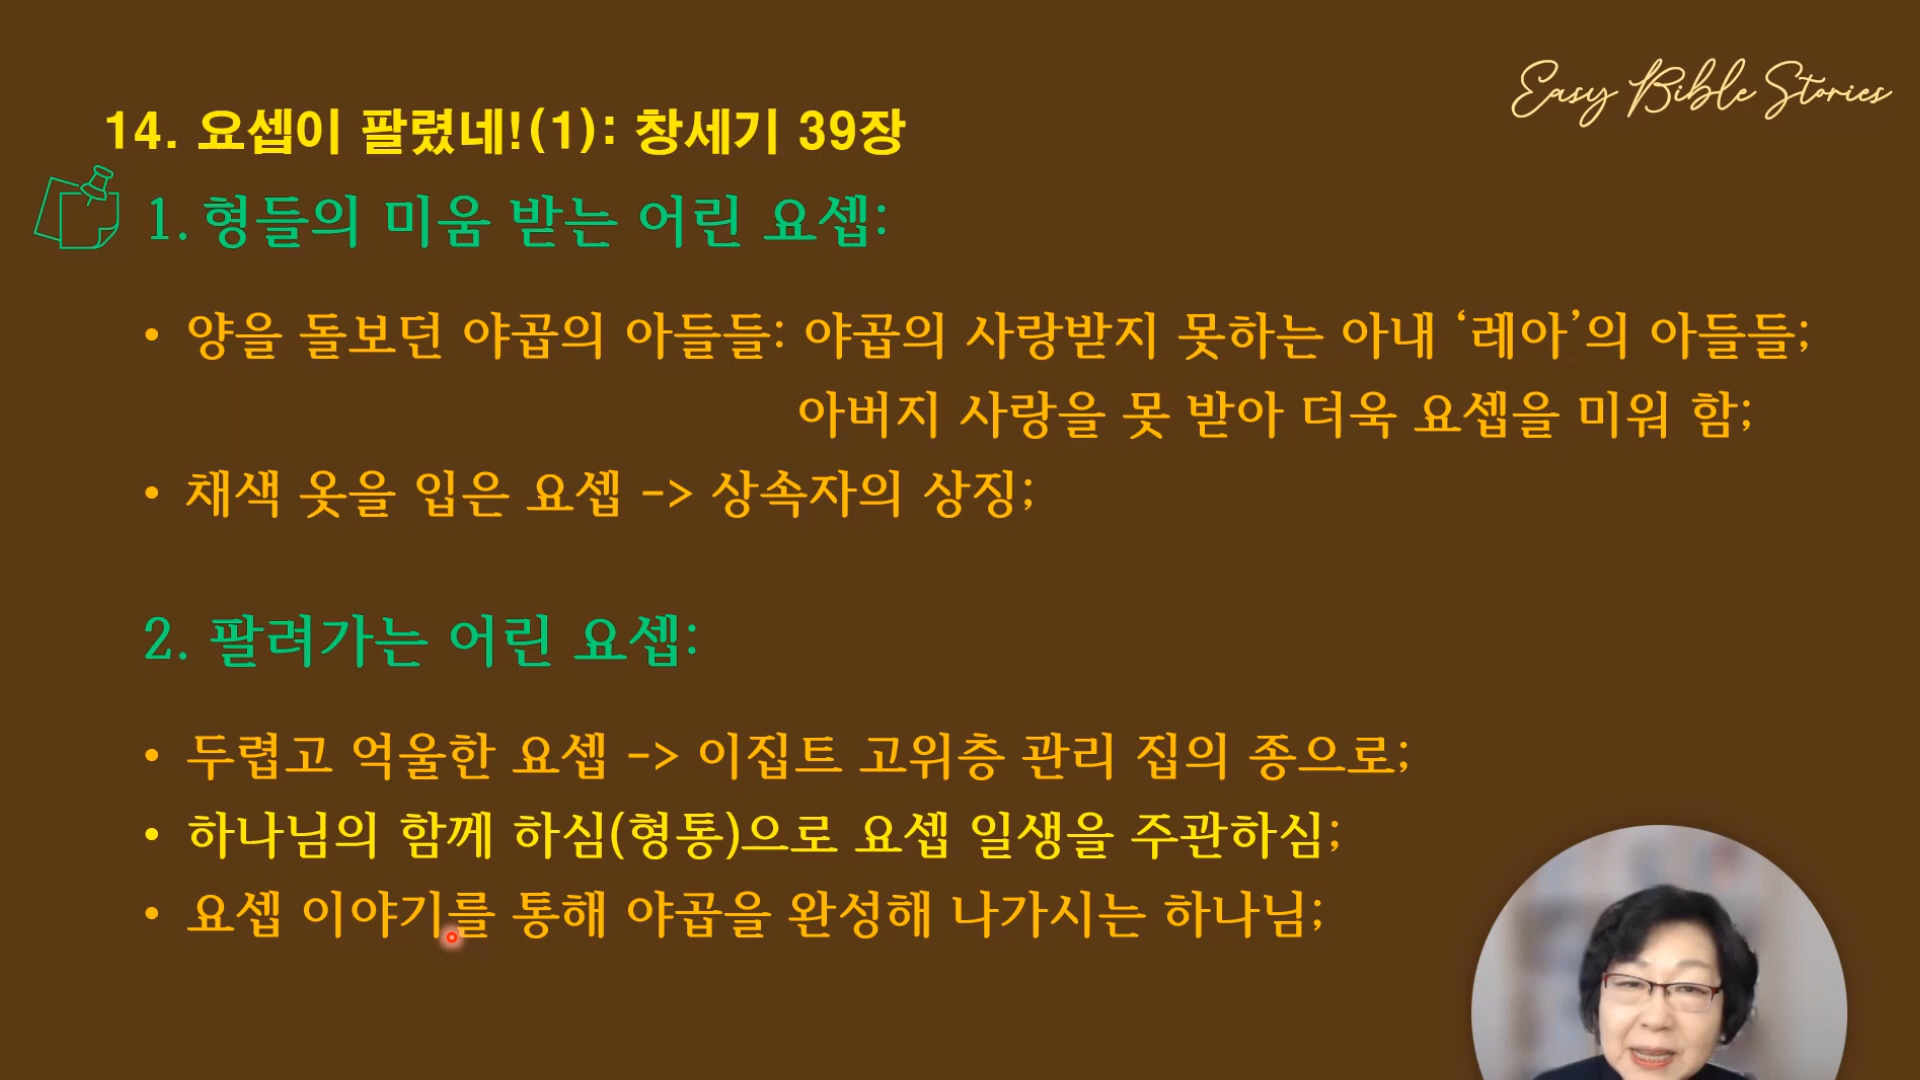 Easy Bible Stories
14. 요셉이 팔렸네!(1): 창세기 39장
1. 형들의 미움 받는 어린 요셉:
• 양을 돌보던 야곱의 아들들: 야곱의 사랑받지 못하는 아내 ‘레아’의 아들들;
아버지 사랑을 못 받아 더욱 요셉을 미워 함;
• 채색 옷을 입은 요셉 -> 상속자의 상징;
2. 팔려가는 어린 요셉:
• 두렵고 억울한 요셉 -> 이집트 고위층 관리 집의 종으로;
• 하나님의 함께 하심(형통)으로 요셉 일생을 주관하심;
• 요셉 이야기를 통해 야곱을 완성해 나가시는 하나님;